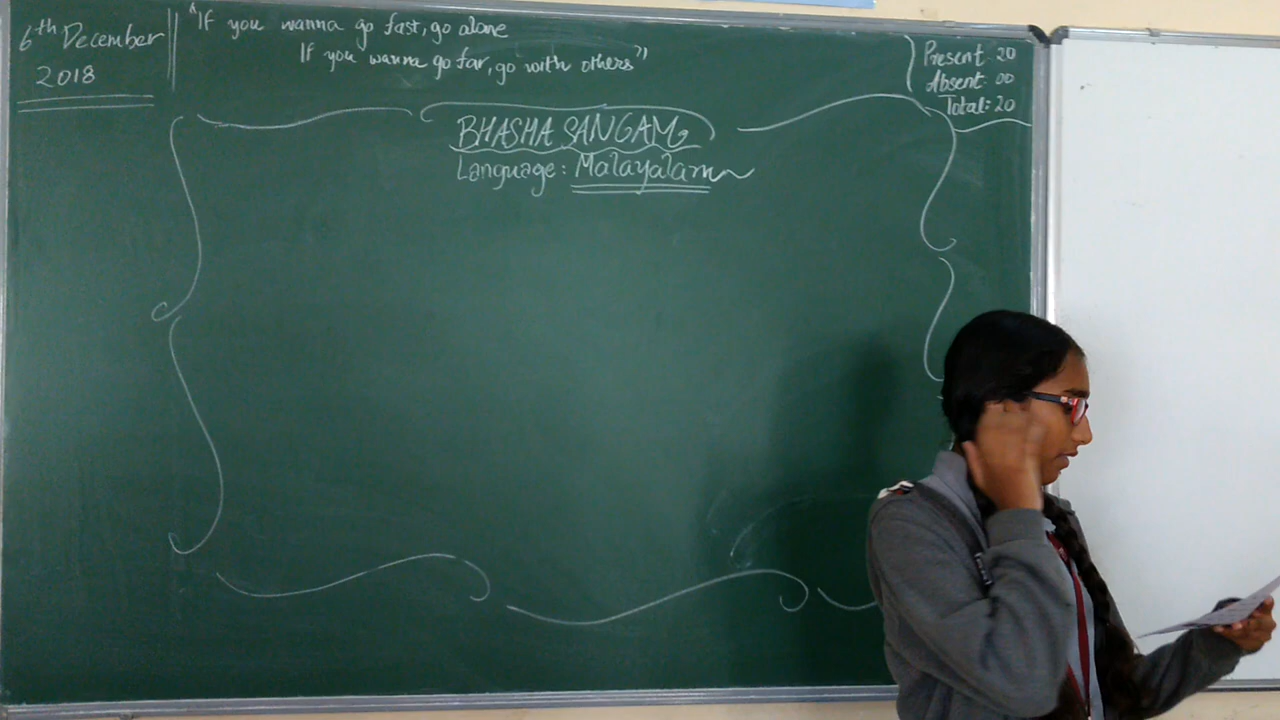 6th December
2018
"If you wanna go fast, go alone
If you wanna go far, go with others"
Present: 20
Absent: 00
Total: 20
BHASHA SANGAM
Language: Malayalam